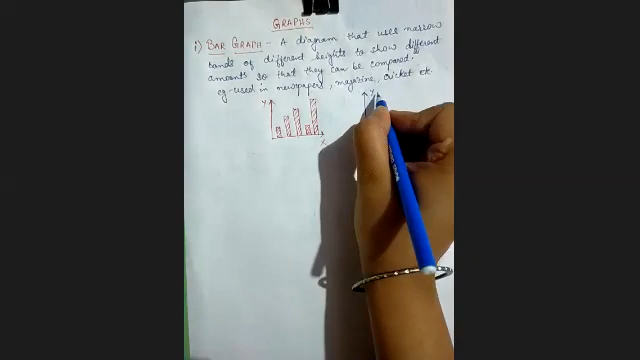 GRAPHS
1) BAR GRAPH - A diagram that uses narrow
bands of different heights to show different
amounts so that they can be compared.
eg - used in newspapers, magazine, cricket etc
Y
X
Y